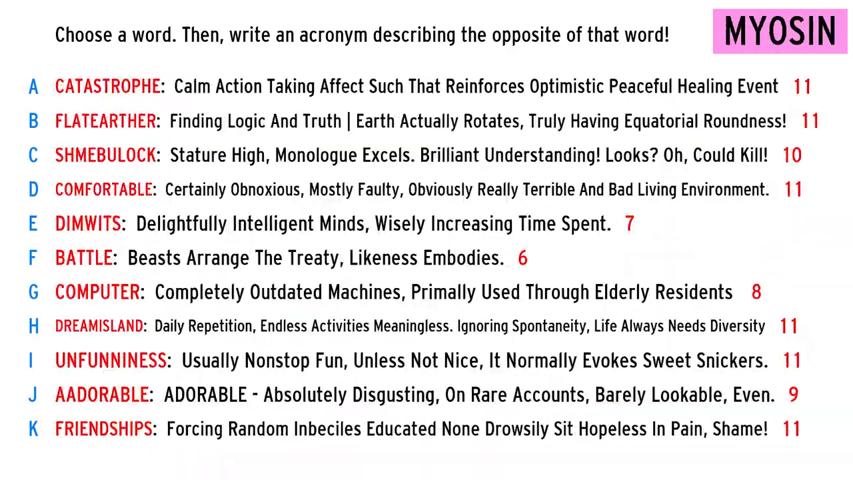 Choose a word. Then, write an acronym describing the opposite of that word!
MYOSIN
A CATASTROPHE: Calm Action Taking Affect Such That Reinforces Optimistic Peaceful Healing Event 11
B FLATEARTHER: Finding Logic And Truth | Earth Actually Rotates, Truly Having Equatorial Roundness! 11
C SHMEBULOCK: Stature High, Monologue Excels. Brilliant Understanding! Looks? Oh, Could Kill! 10
D COMFORTABLE: Certainly Obnoxious, Mostly Faulty, Obviously Really Terrible And Bad Living Environment. 11
E DIMWITS: Delightfully Intelligent Minds, Wisely Increasing Time Spent. 7
F BATTLE: Beasts Arrange The Treaty, Likeness Embodies. 6
G COMPUTER: Completely Outdated Machines, Primally Used Through Elderly Residents 8
H DREAMISLAND: Daily Repetition, Endless Activities Meaningless. Ignoring Spontaneity, Life Always Needs Diversity 11
I UNFUNNINESS: Usually Nonstop Fun, Unless Not Nice, It Normally Evokes Sweet Snickers. 11
J AADORABLE: ADORABLE - Absolutely Disgusting, On Rare Accounts, Barely Lookable, Even. 9
K FRIENDSHIPS: Forcing Random Inbeciles Educated None Drowsily Sit Hopeless In Pain, Shame! 11